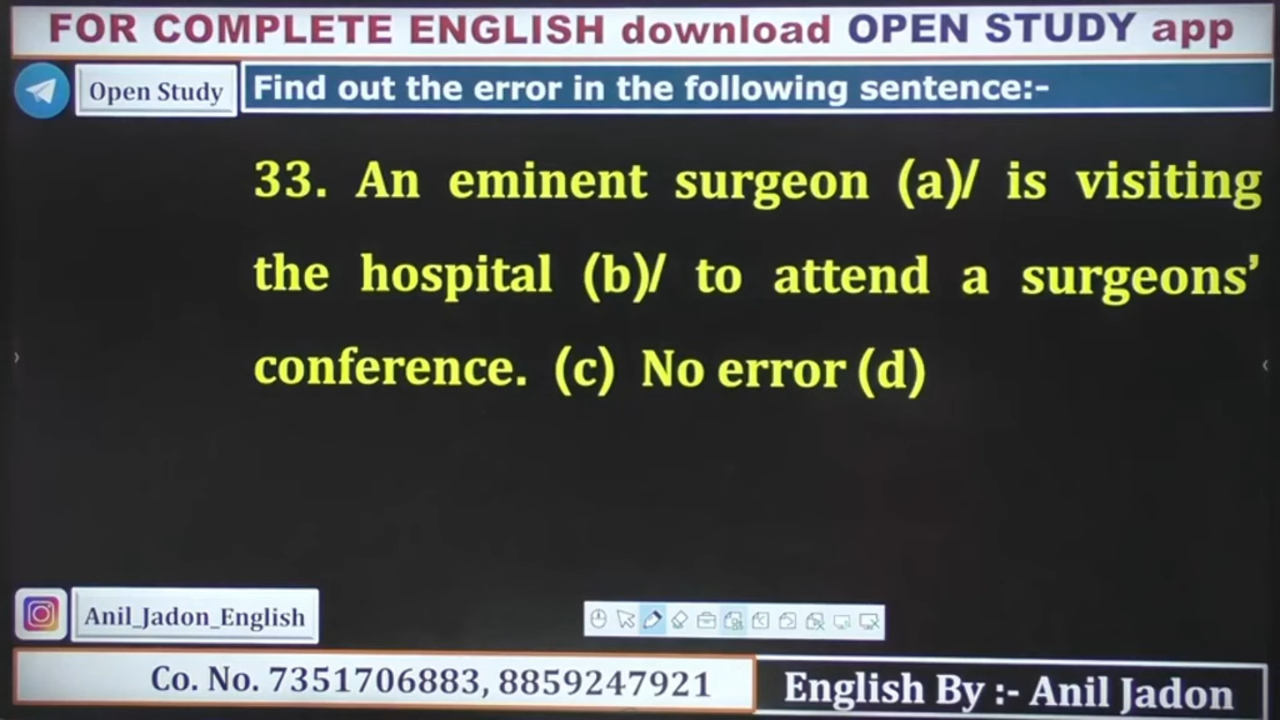 FOR COMPLETE ENGLISH download OPEN STUDY app
Open Study
Find out the error in the following sentence:-
33. An eminent surgeon (a)/ is visiting
the hospital (b)/ to attend a surgeons’
conference. (c) No error (d)
Anil_Jadon_English
Co. No. 7351706883, 8859247921
English By :- Anil Jadon